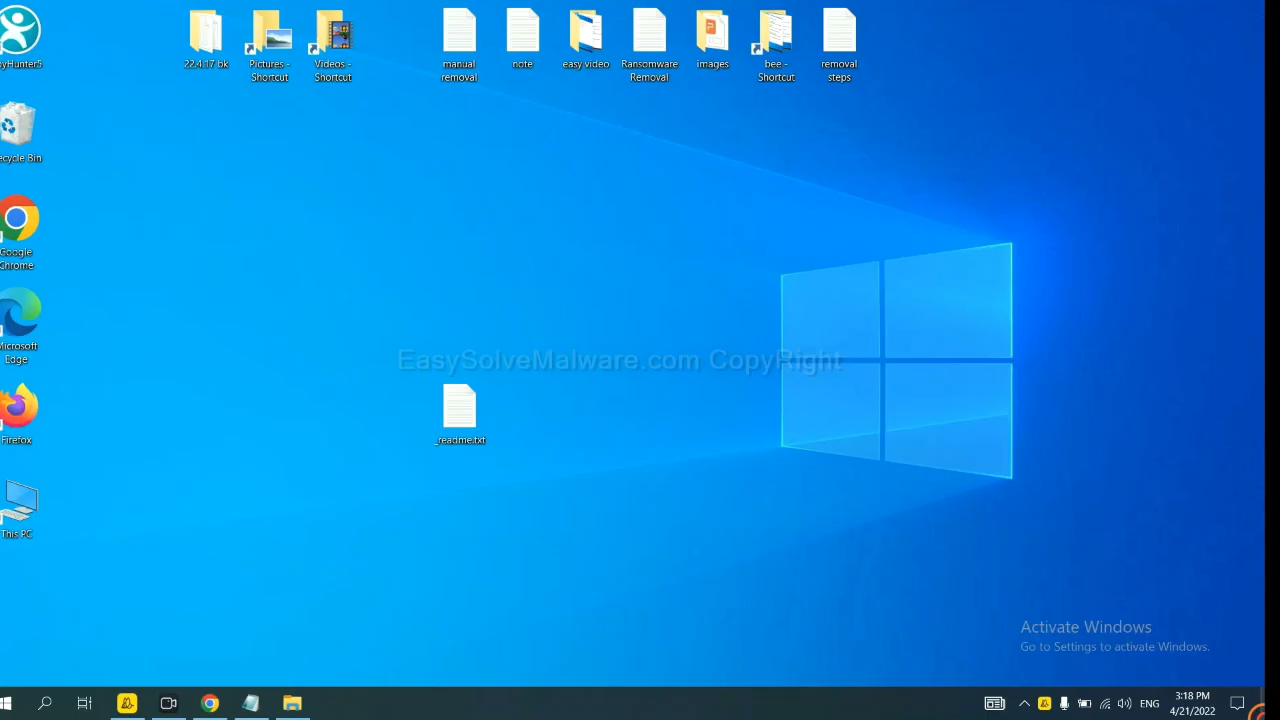 22.4.17 bk
Pictures -
Shortcut
Videos -
Shortcut
manual
removal
note
easy video
Ransomware
Removal
images
bee -
Shortcut
removal
steps
yHunter5
ecycle Bin
Google
Chrome
Microsoft
Edge
Firefox
This PC
EasySolveMalware.com CopyRight
_readme.txt
Activate Windows
Go to Settings to activate Windows.
ENG
3:18 PM
4/21/2022